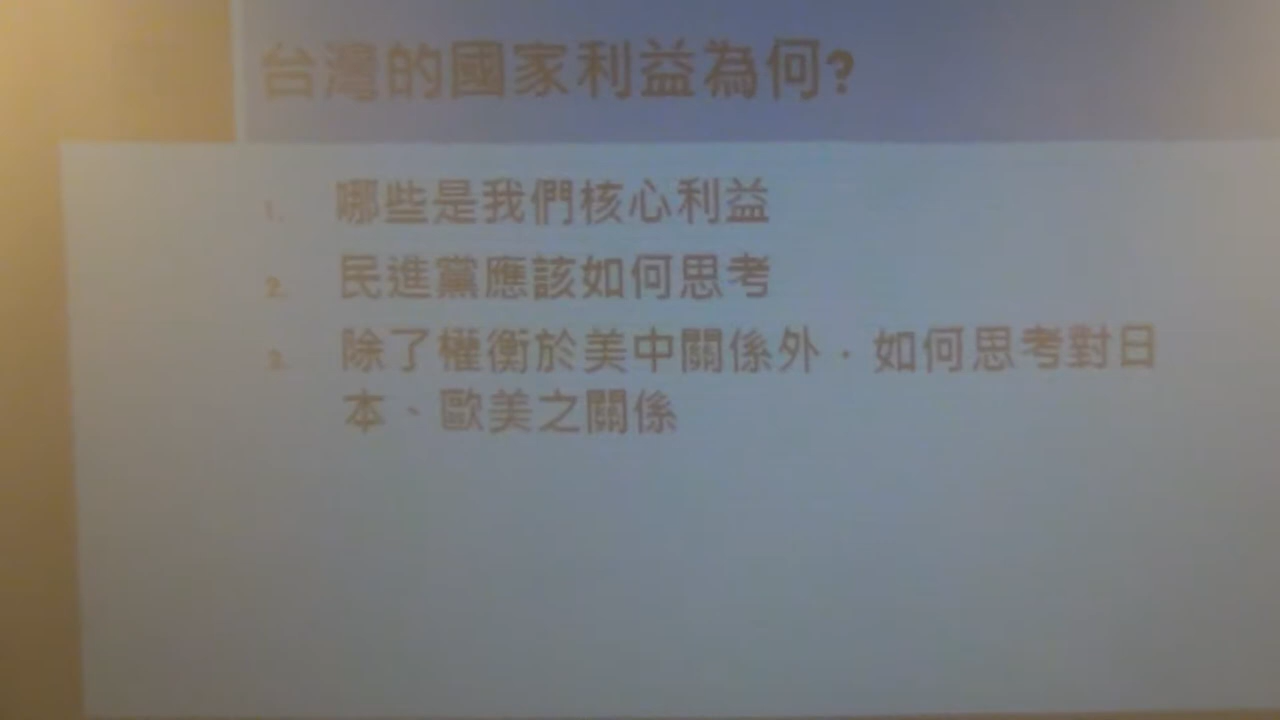 台灣的國家利益為何?
1. 哪些是我們核心利益
2. 民進黨應該如何思考
3. 除了權衡於美中關係外，如何思考對日
本、歐美之關係